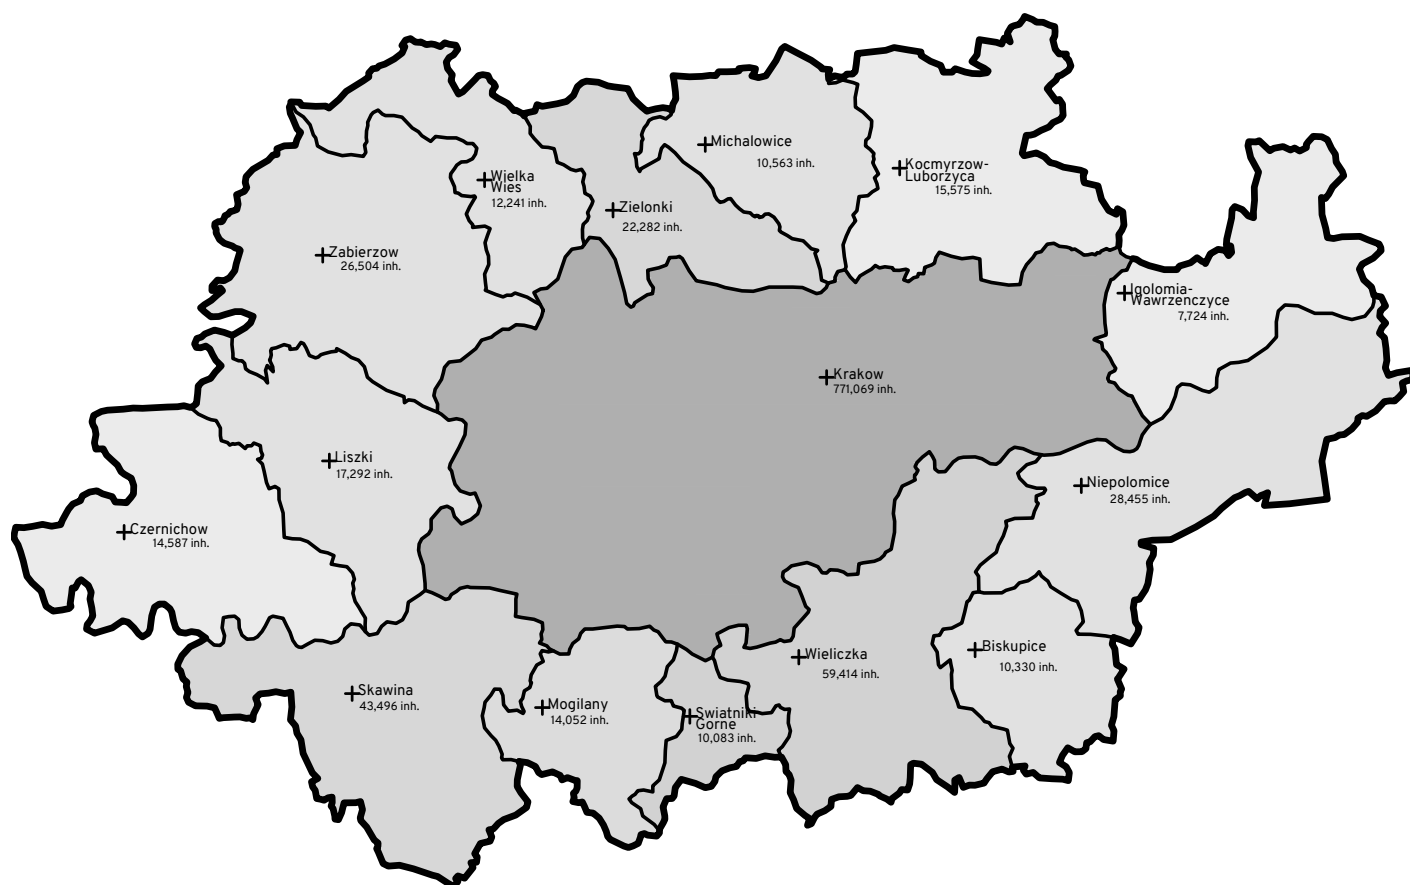 Michalowice
10,563 inh.
Kocmyrzow-
Luborzyca
15,575 inh.
Wielka
Wies
12,241 inh.
Zielonki
22,282 inh.
Zabierzow
26,504 inh.
Igolomia-
Wawrzenczyce
7,724 inh.
Krakow
771,069 inh.
Liszki
17,292 inh.
Niepolomice
28,455 inh.
Czernichow
14,587 inh.
Biskupice
10,330 inh.
Wieliczka
59,414 inh.
Skawina
43,496 inh.
Mogilany
14,052 inh.
Swiatniki
Gorne
10,083 inh.